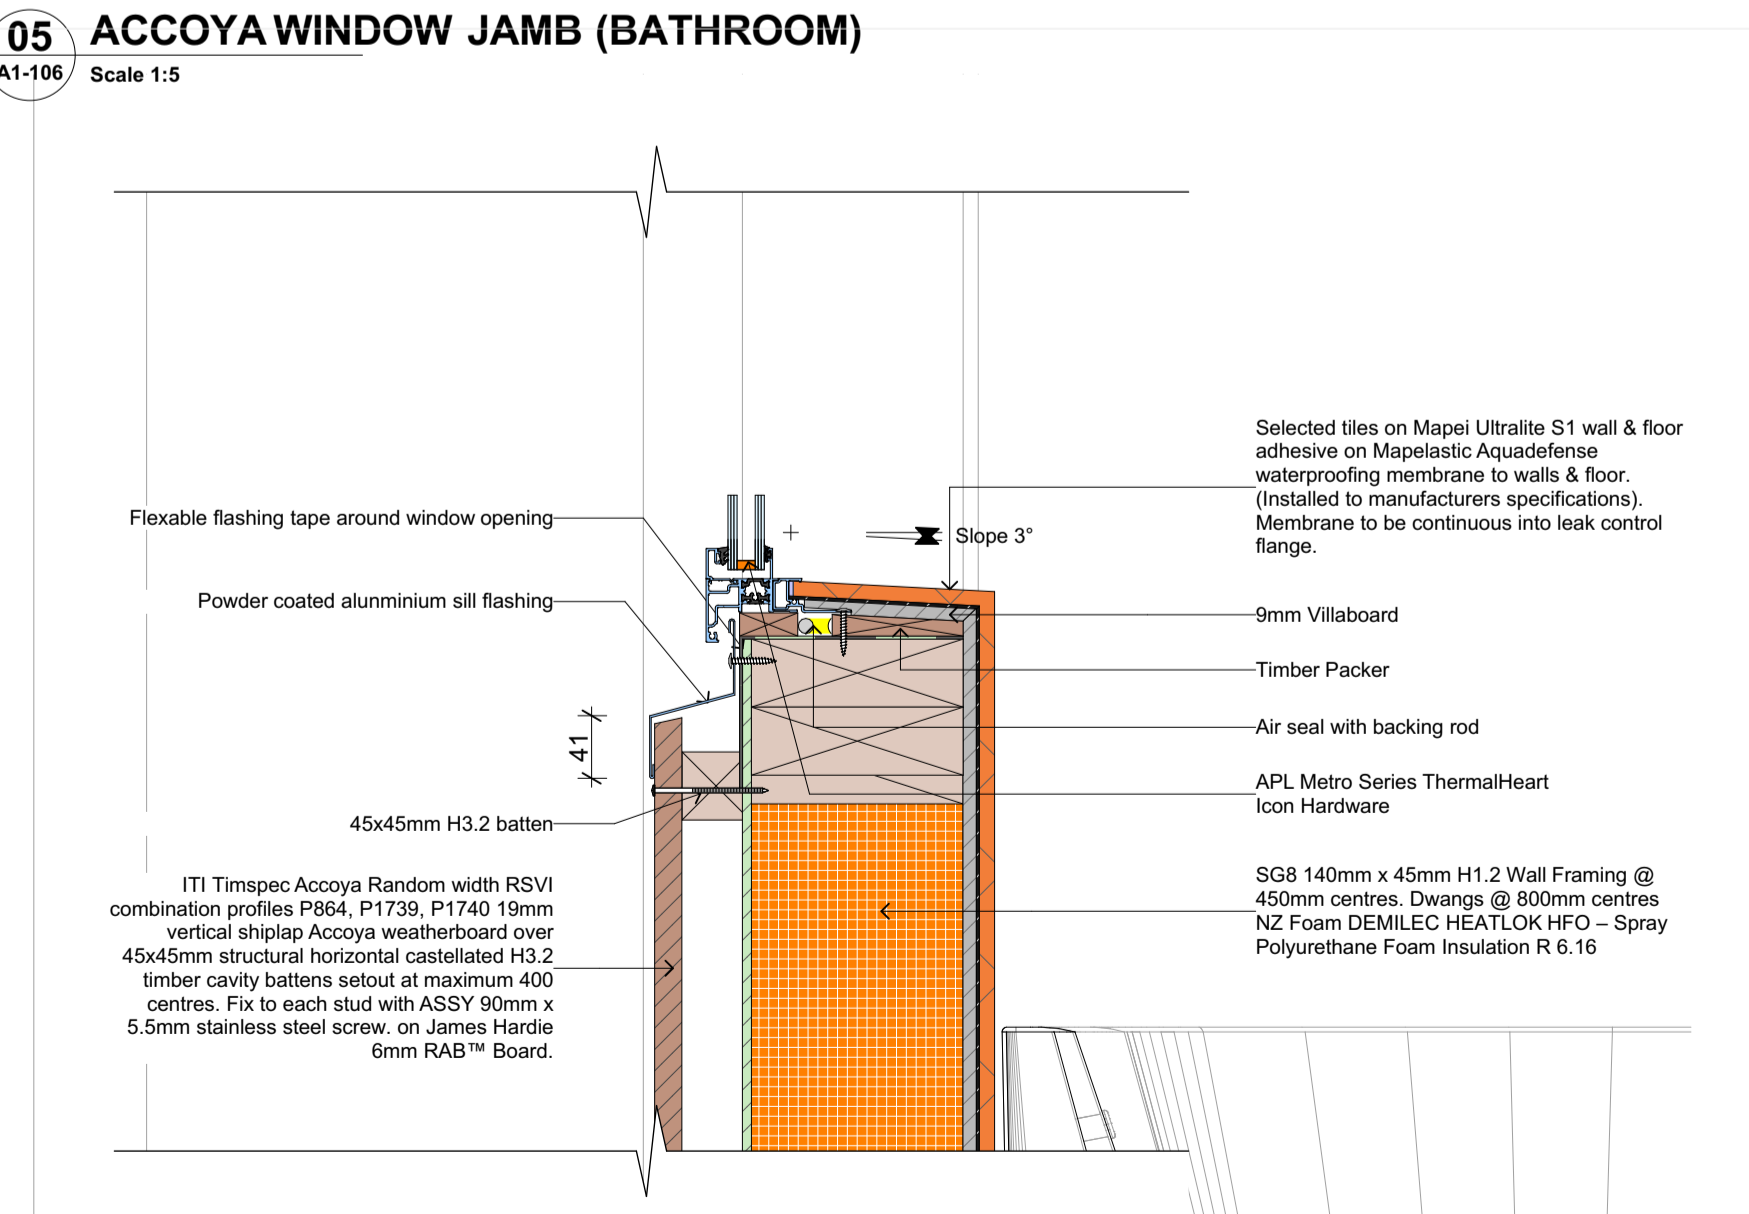 05
A1-106
ACCOYA WINDOW JAMB (BATHROOM)
Scale 1:5
Flexable flashing tape around window opening
Powder coated alunminium sill flashing
41
45x45mm H3.2 batten
ITI Timspec Accoya Random width RSVI
combination profiles P864, P1739, P1740 19mm
vertical shiplap Accoya weatherboard over
45x45mm structural horizontal castellated H3.2
timber cavity battens setout at maximum 400
centres. Fix to each stud with ASSY 90mm x
5.5mm stainless steel screw. on James Hardie
6mm RAB™ Board.
Slope 3°
Selected tiles on Mapei Ultralite S1 wall & floor
adhesive on Mapelastic Aquadefense
waterproofing membrane to walls & floor.
(Installed to manufacturers specifications).
Membrane to be continuous into leak control
flange.
9mm Villaboard
Timber Packer
Air seal with backing rod
APL Metro Series ThermalHeart
Icon Hardware
SG8 140mm x 45mm H1.2 Wall Framing @
450mm centres. Dwangs @ 800mm centres
NZ Foam DEMILEC HEATLOK HFO – Spray
Polyurethane Foam Insulation R 6.16